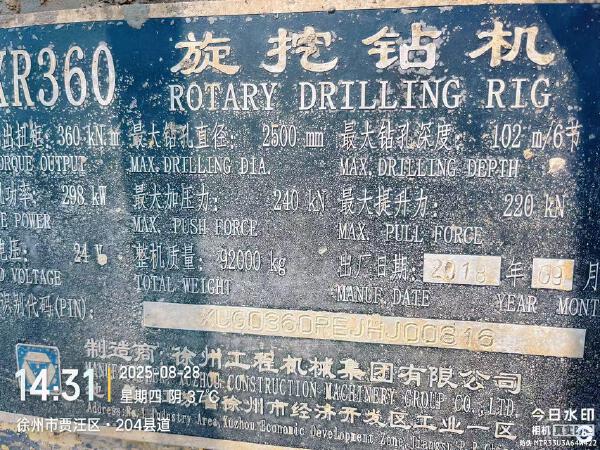 XR360 旋挖钻机
ROTARY DRILLING RIG
出扭矩: 360 kN.m 最大钻孔直径: 2500 mm 最大钻孔深度: 102 m/6节
ORQUE OUTPUT MAX. DRILLING DIA. MAX. DRILLING DEPTH
功率: 298 kW 最大加压力: 240 kN 最大提升力: 220 kN
E POWER MAX. PUSH FORCE MAX. PULL FORCE
电压: 24 V 整机质量: 92000 kg 出厂日期: 2018 年 09 月
D VOLTAGE TOTAL WEIGHT MANUF. DATE YEAR MONT
识别代码(PIN):
制造商: 徐州工程机械集团有限公司
XUZHOU CONSTRUCTION MACHINERY GROUP CO., LTD.
徐州市经济开发区工业一区
Address: No.1 Industry Area, Xuzhou Economic Development Zone, Jiangsu, P.R.
14:31
2025-08-28
星期四 阴 37℃
徐州市贾汪区·204县道
今日水印
相机
防伪